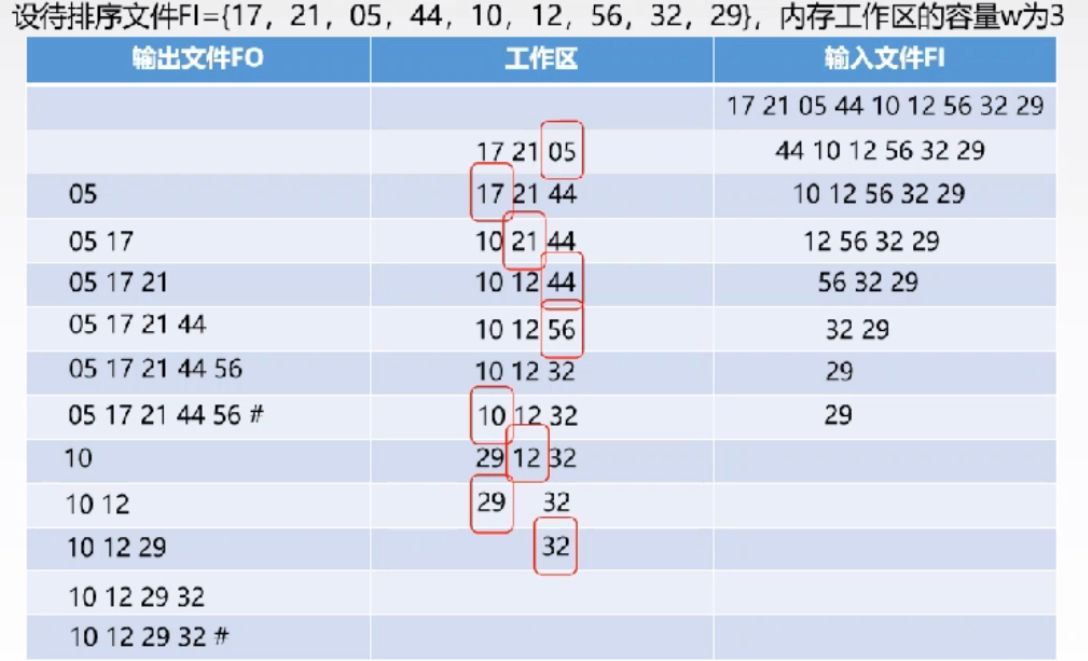 设待排序文件FI={17，21，05，44，10，12，56，32，29}，内存工作区的容量w为3
输出文件FO 工作区 输入文件FI
17 21 05 44 10 12 56 32 29
17 21 05 44 10 12 56 32 29
05 17 21 44 10 12 56 32 29
05 17 10 21 44 12 56 32 29
05 17 21 10 12 44 56 32 29
05 17 21 44 10 12 56 32 29
05 17 21 44 56 10 12 32 29
05 17 21 44 56 # 10 12 32 29
10 29 12 32
10 12 29 32
10 12 29 32
10 12 29 32
10 12 29 32 #